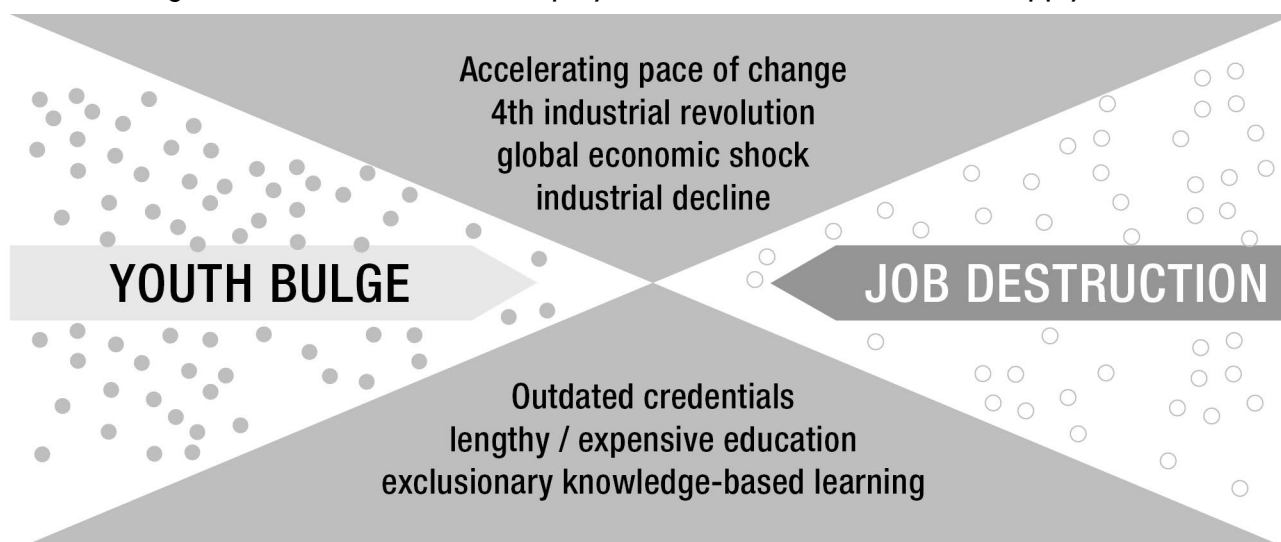 Accelerating pace of change
4th industrial revolution
global economic shock
industrial decline
YOUTH BULGE
JOB DESTRUCTION
Outdated credentials
lengthy / expensive education
exclusionary knowledge-based learning